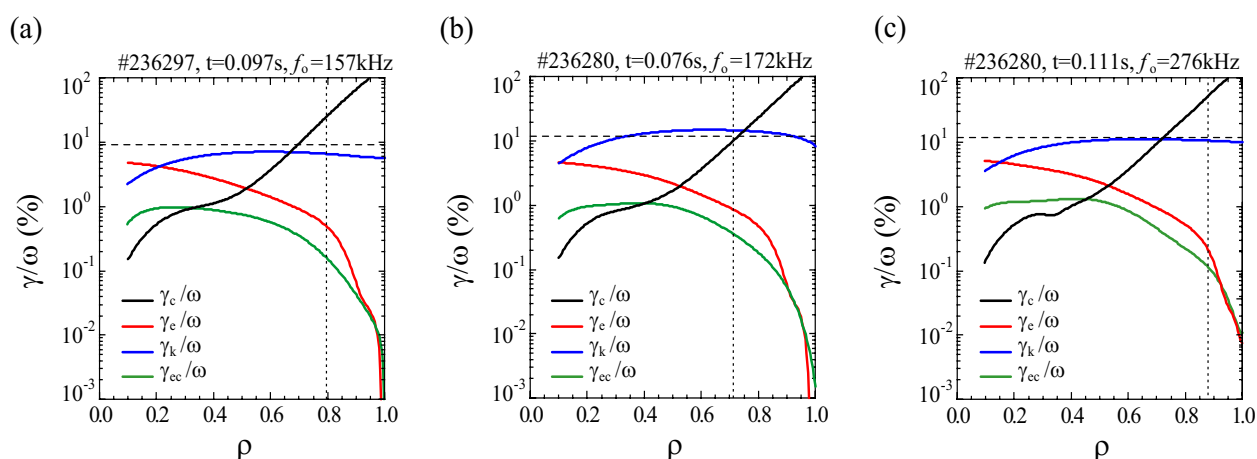 (a)
#236297, t=0.097s, fo=157kHz
γ/ω (%)
10²
10¹
10⁰
10⁻¹
10⁻²
10⁻³
γc/ω
γe/ω
γk/ω
γec/ω
0.0 0.2 0.4 0.6 0.8 1.0
ρ
(b)
#236280, t=0.076s, fo=172kHz
γ/ω (%)
10²
10¹
10⁰
10⁻¹
10⁻²
10⁻³
γc/ω
γe/ω
γk/ω
γec/ω
0.0 0.2 0.4 0.6 0.8 1.0
ρ
(c)
#236280, t=0.111s, fo=276kHz
γ/ω (%)
10²
10¹
10⁰
10⁻¹
10⁻²
10⁻³
γc/ω
γe/ω
γk/ω
γec/ω
0.0 0.2 0.4 0.6 0.8 1.0
ρ